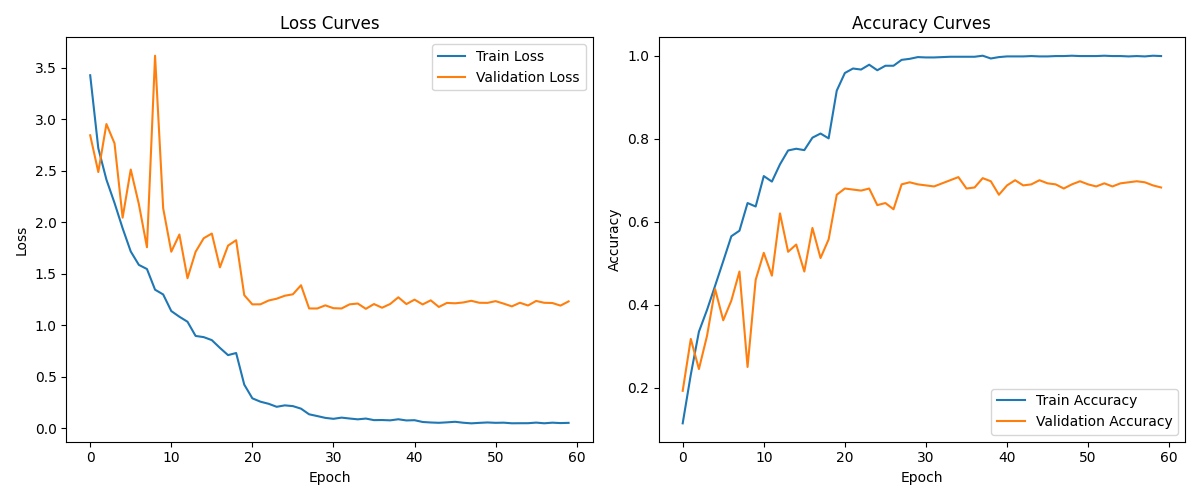 Loss Curves
Train Loss
Validation Loss
3.5
3.0
2.5
2.0
1.5
1.0
0.5
0.0
Loss
0 10 20 30 40 50 60
Epoch
Accuracy Curves
1.0
0.8
0.6
0.4
0.2
Accuracy
Train Accuracy
Validation Accuracy
0 10 20 30 40 50 60
Epoch